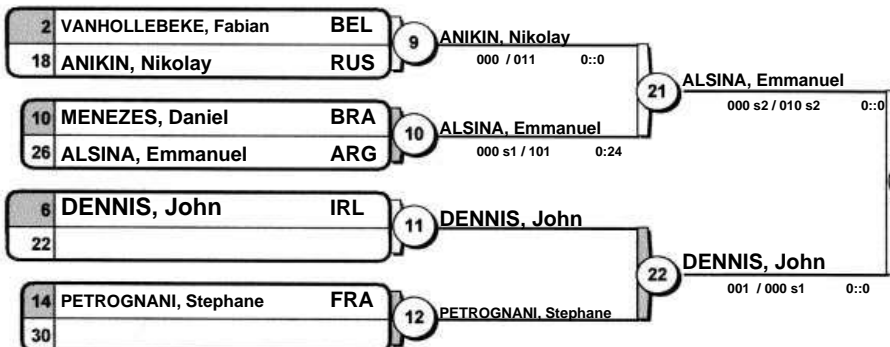 2 VANHOLLEBEKE, Fabian BEL
18 ANIKIN, Nikolay RUS
9
ANIKIN, Nikolay
000 / 011 0::0
10 MENEZES, Daniel BRA
26 ALSINA, Emmanuel ARG
10
ALSINA, Emmanuel
000 s1 / 101 0:24
21
ALSINA, Emmanuel
000 s2 / 010 s2 0::0
6 DENNIS, John IRL
22
11
DENNIS, John
14 PETROGNANI, Stephane FRA
30
12
PETROGNANI, Stephane
22
DENNIS, John
001 / 000 s1 0::0